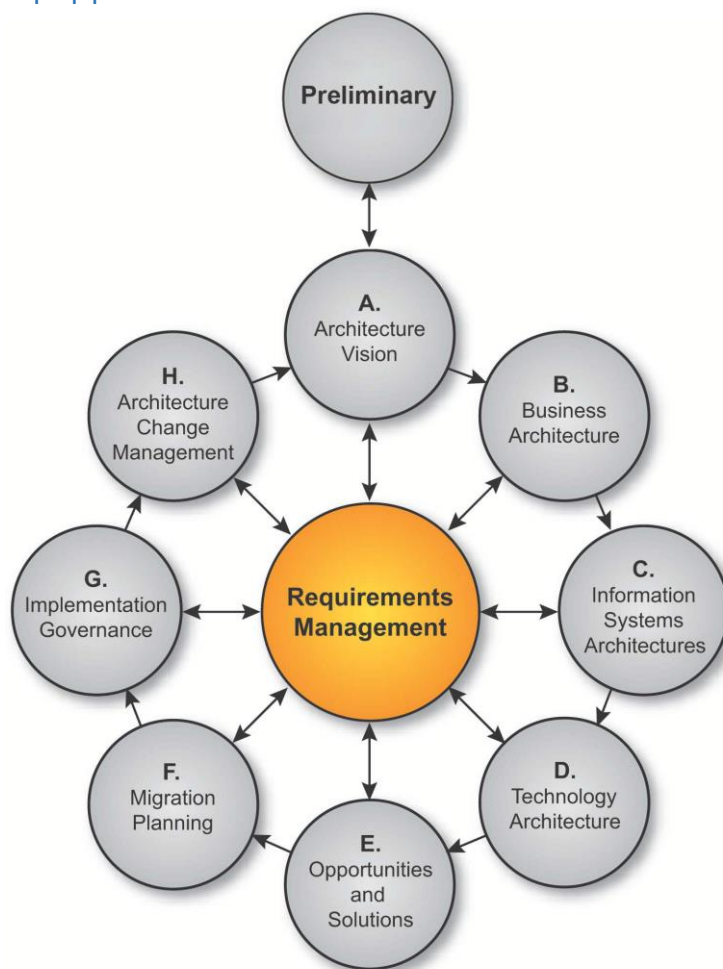 Preliminary
A.
Architecture
Vision
B.
Business
Architecture
C.
Information
Systems
Architectures
D.
Technology
Architecture
E.
Opportunities
and
Solutions
F.
Migration
Planning
G.
Implementation
Governance
H.
Architecture
Change
Management
Requirements
Management